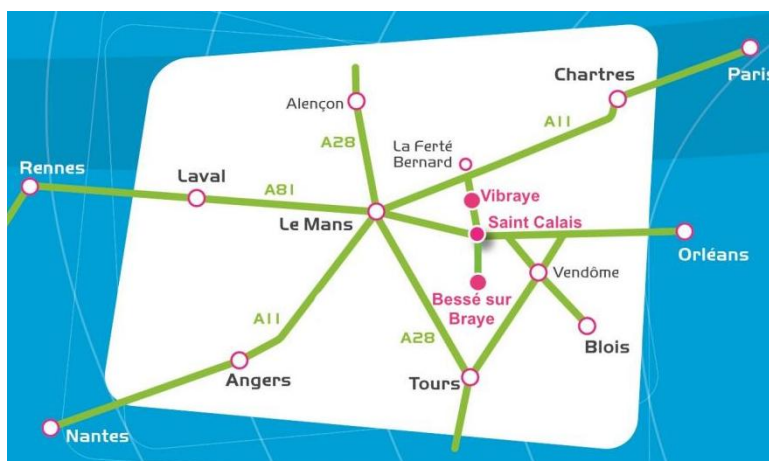 Chartres
Paris
Alençon
A11
A28
La Ferté
Bernard
Rennes
Laval
A81
Vibraye
Le Mans
Saint Calais
Orléans
Vendôme
Bessé sur
Braye
A11
A28
Blois
Angers
Tours
Nantes